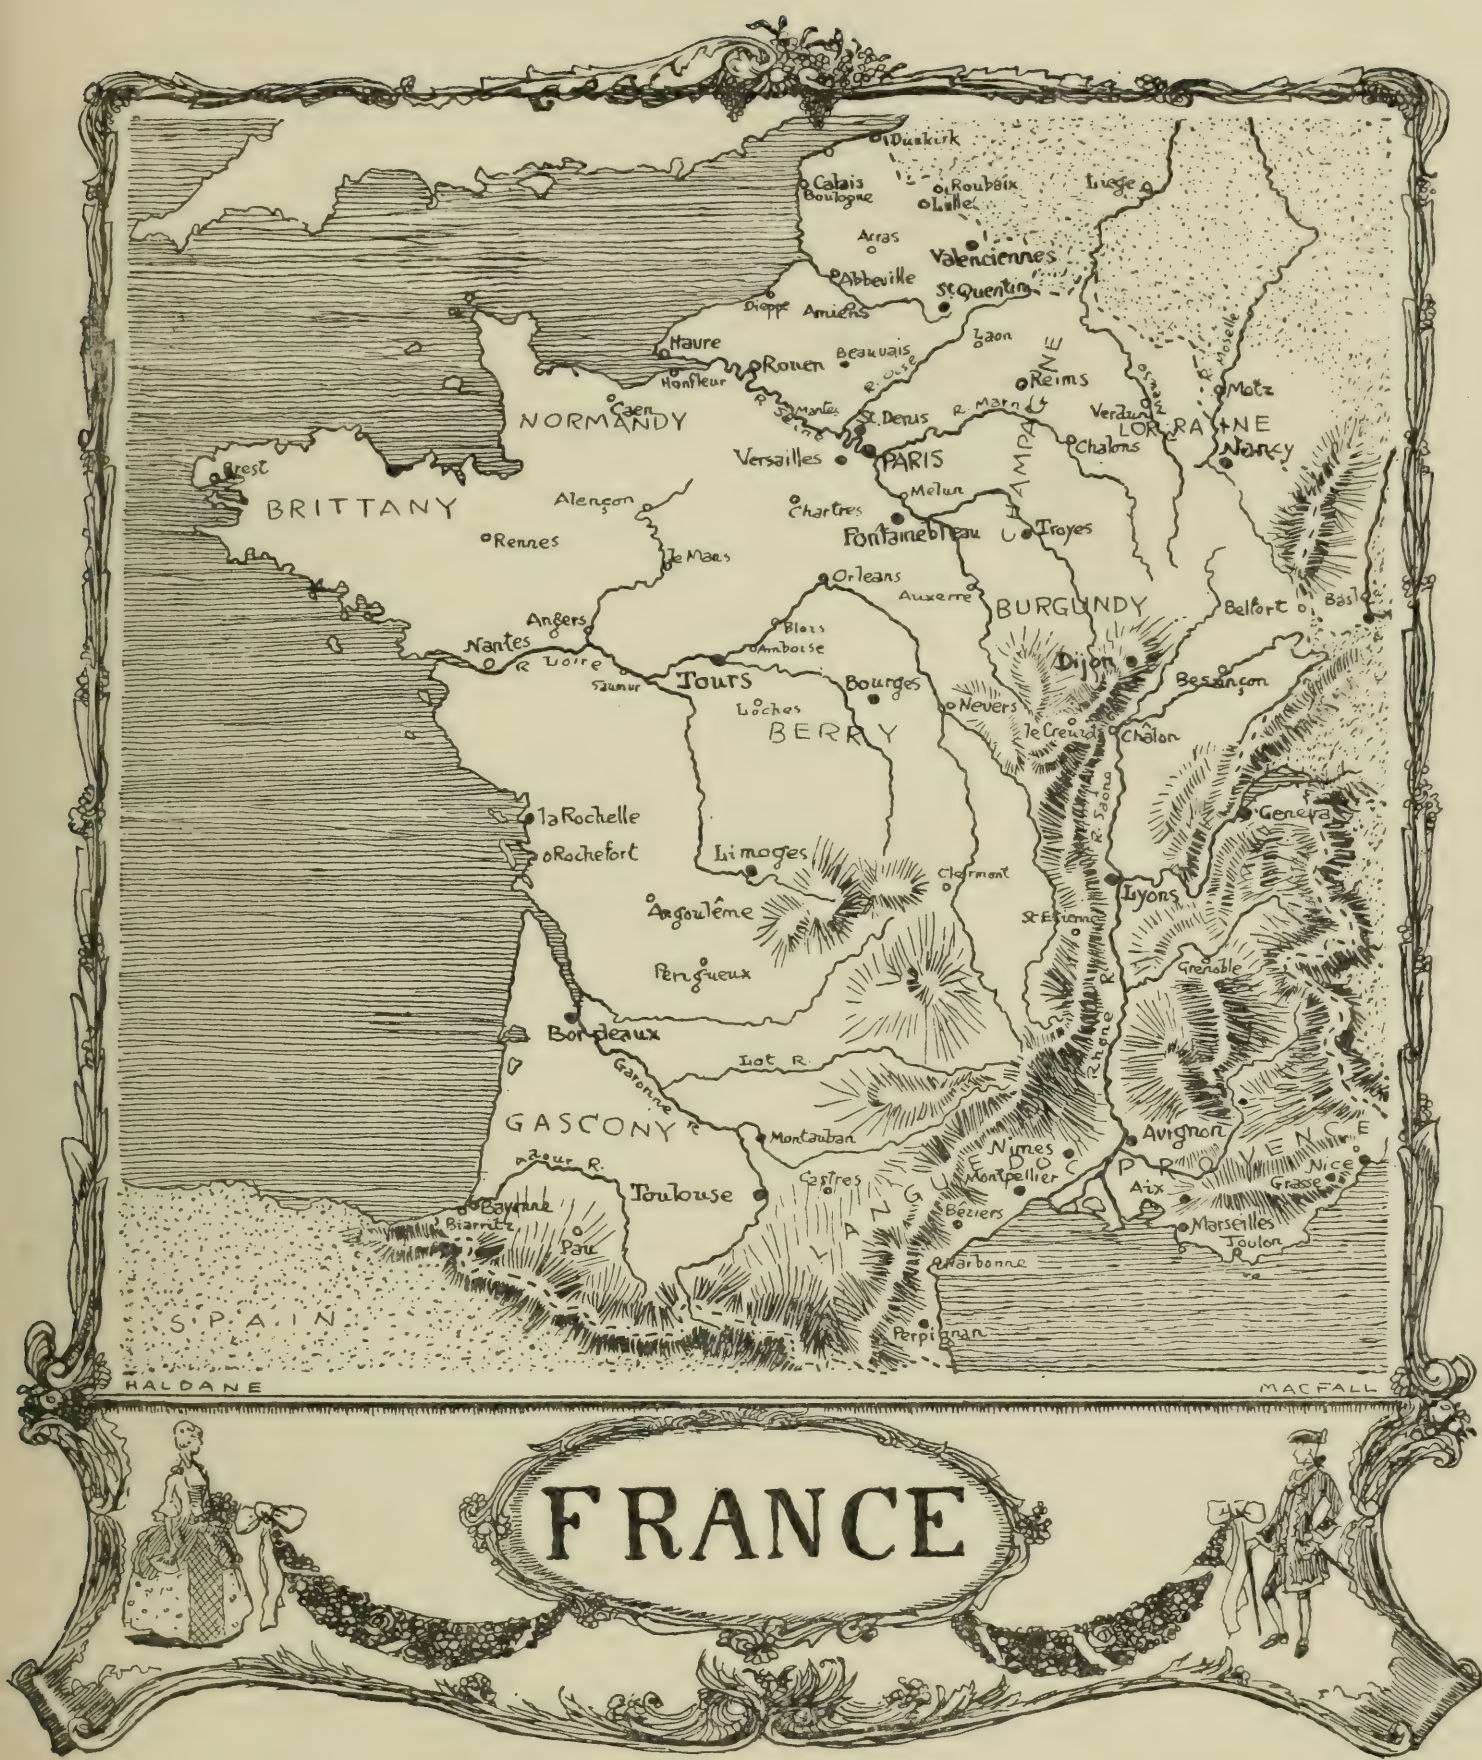 Dunkirk
Calais
Boulogne
Roubaix
Lille
Liege
Arras
Valenciennes
Abbeville
St Quentin
Dieppe
Amiens
Laon
R. Moselle
Haure
Rouen
Beauvais
R. Oise
Honfleur
Reims
Motz
Caen
NORMANDY
R. Seine
Mantes
St. Denis
R. Marne
CHAMPAGNE
Verdun
LORRAINE
Versailles
PARIS
Chalons
Nancy
Brest
BRITTANY
Alençon
Chartres
Melun
Fontainebleau
Troyes
Rennes
le Mans
Orleans
Auxerre
BURGUNDY
Belfort
Basle
Angers
Blois
Nantes
R Loire
Amboise
Saumur
Tours
Bourges
Dijon
Besançon
Loches
Nevers
BERRY
le Creuzot
Châlon
R. Saone
la Rochelle
Rochefort
Geneva
Limoges
Clermont
Lyons
Angoulême
St Etienne
Perigueux
Grenoble
Bordeaux
Rhone R
Garonne
Lot R.
GASCONY
R
Montauban
Avignon
Nimes
PROVENCE
LANGUEDOC
Montpellier
Nice
Grasse
Aix
Toulouse
Castres
Bayonne
Biarritz
Beziers
Marseilles
Toulon
Pau
Narbonne
SPAIN
Perpignan
HALDANE
MACFALL
FRANCE